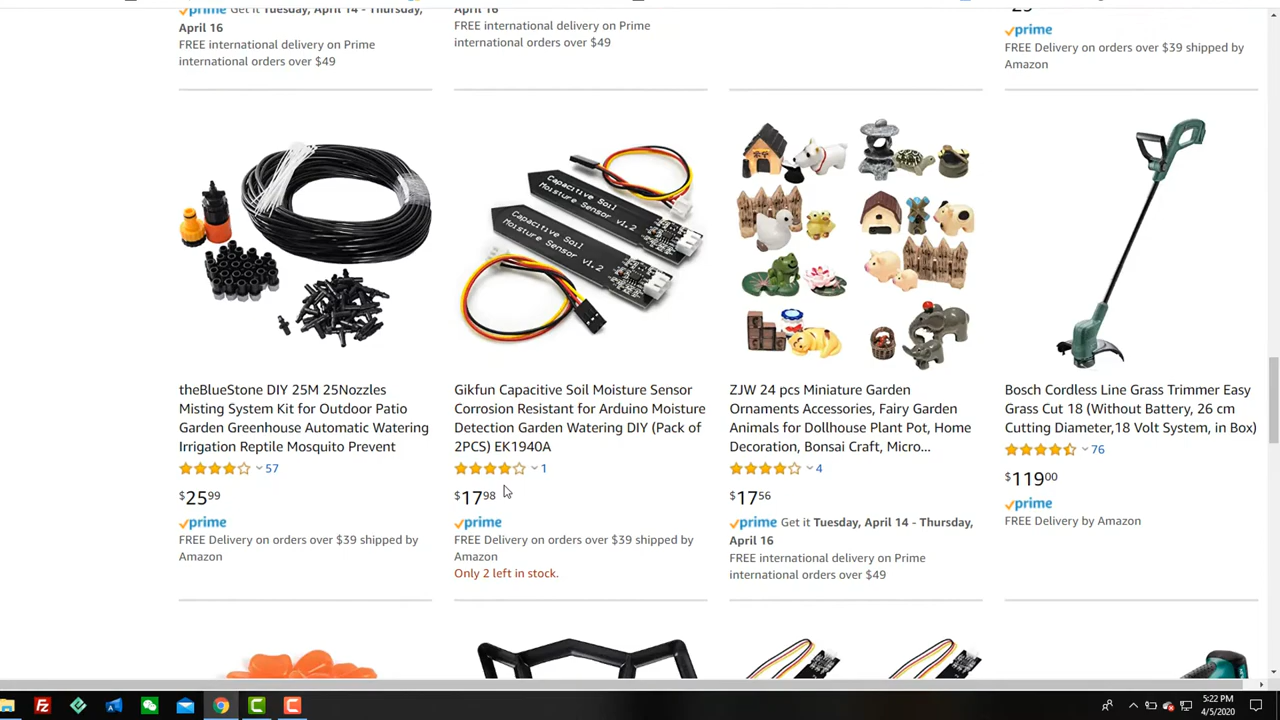 prime Get it Tuesday, April 14 - Thursday,
April 16
FREE international delivery on Prime
international orders over $49
April 16
FREE international delivery on Prime
international orders over $49
prime
FREE Delivery on orders over $39 shipped by
Amazon
Capacitive Soil
Moisture Sensor v1.2
Capacitive Soil
Moisture Sensor v1.2
theBlueStone DIY 25M 25Nozzles
Misting System Kit for Outdoor Patio
Garden Greenhouse Automatic Watering
Irrigation Reptile Mosquito Prevent
57
$25 99
prime
FREE Delivery on orders over $39 shipped by
Amazon
Gikfun Capacitive Soil Moisture Sensor
Corrosion Resistant for Arduino Moisture
Detection Garden Watering DIY (Pack of
2PCS) EK1940A
1
$17 98
prime
FREE Delivery on orders over $39 shipped by
Amazon
Only 2 left in stock.
ZJW 24 pcs Miniature Garden
Ornaments Accessories, Fairy Garden
Animals for Dollhouse Plant Pot, Home
Decoration, Bonsai Craft, Micro...
4
$17 56
prime Get it Tuesday, April 14 - Thursday,
April 16
FREE international delivery on Prime
international orders over $49
Bosch Cordless Line Grass Trimmer Easy
Grass Cut 18 (Without Battery, 26 cm
Cutting Diameter,18 Volt System, in Box)
76
$119 00
prime
FREE Delivery by Amazon
5:22 PM
4/5/2020